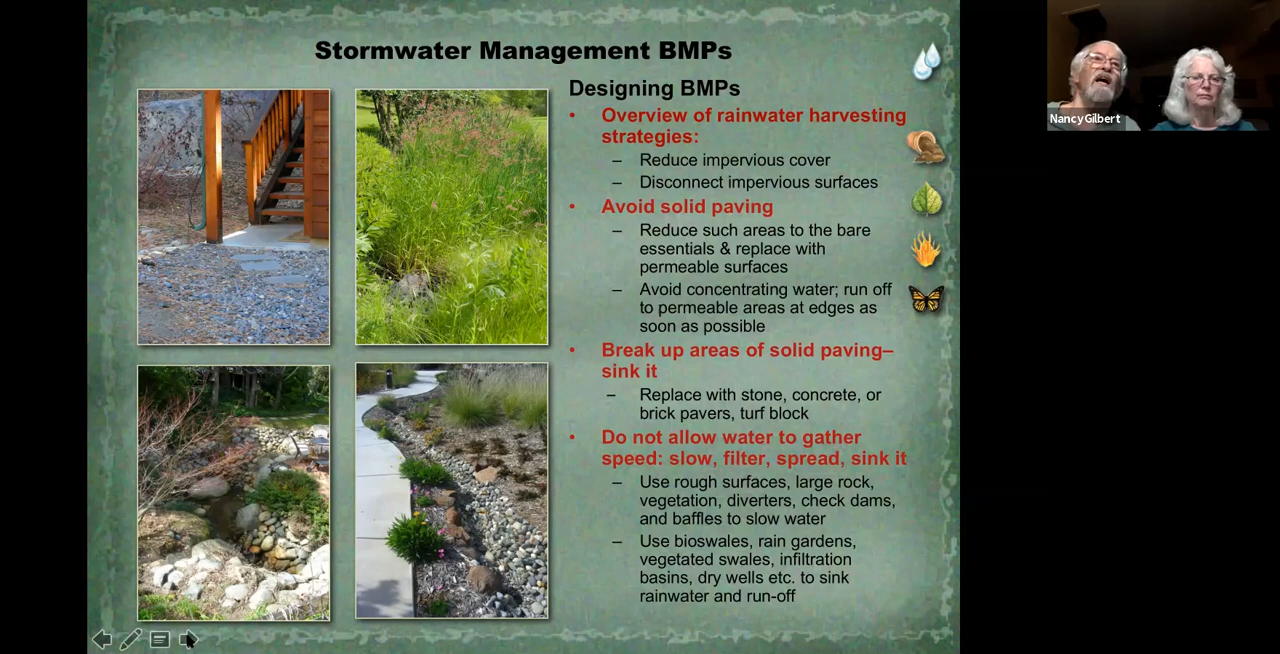 Stormwater Management BMPs
Designing BMPs
• Overview of rainwater harvesting
strategies:
– Reduce impervious cover
– Disconnect impervious surfaces
• Avoid solid paving
– Reduce such areas to the bare
essentials & replace with
permeable surfaces
– Avoid concentrating water; run off
to permeable areas at edges as
soon as possible
• Break up areas of solid paving–
sink it
– Replace with stone, concrete, or
brick pavers, turf block
• Do not allow water to gather
speed: slow, filter, spread, sink it
– Use rough surfaces, large rock,
vegetation, diverters, check dams,
and baffles to slow water
– Use bioswales, rain gardens,
vegetated swales, infiltration
basins, dry wells etc. to sink
rainwater and run-off
NancyGilbert